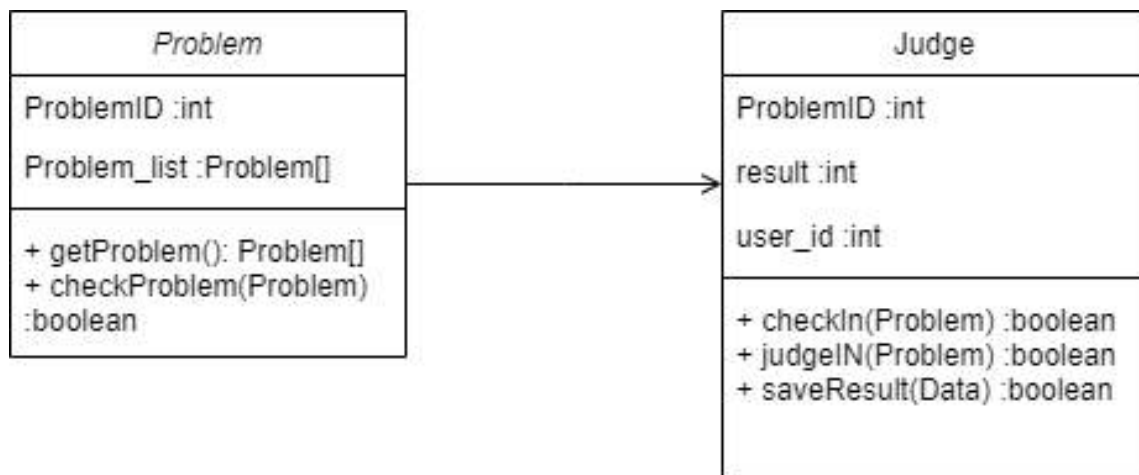 Problem
ProblemID :int
Problem_list :Problem[]
+ getProblem(): Problem[]
+ checkProblem(Problem)
:boolean
Judge
ProblemID :int
result :int
user_id :int
+ checkIn(Problem) :boolean
+ judgeIN(Problem) :boolean
+ saveResult(Data) :boolean